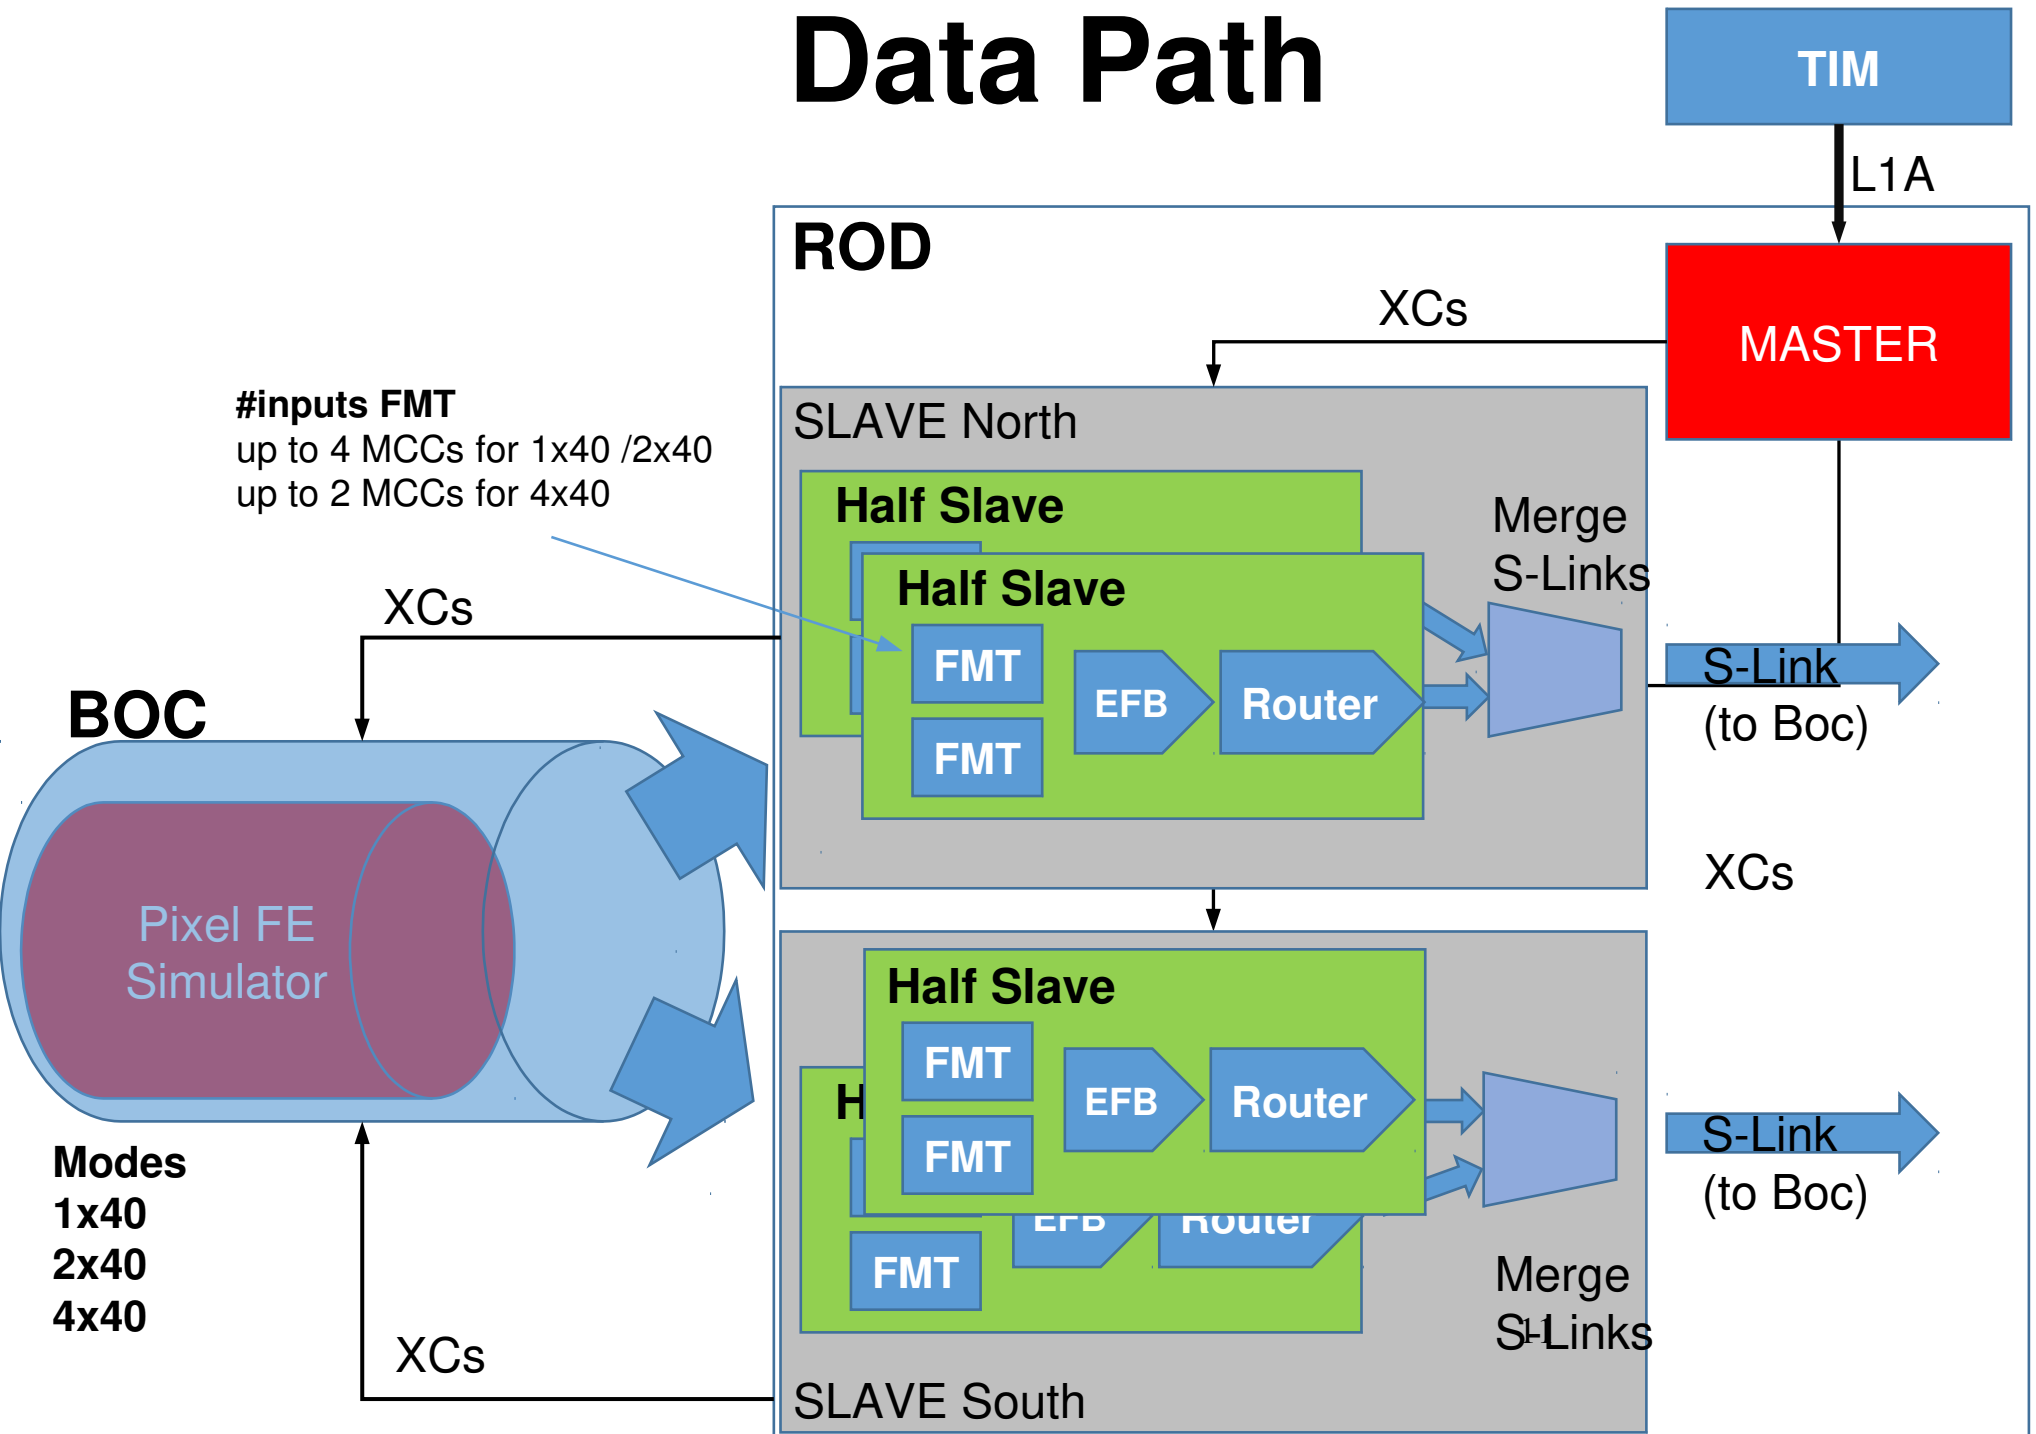 Data Path
TIM
L1A
ROD
MASTER
XCs
#inputs FMT
up to 4 MCCs for 1x40 /2x40
up to 2 MCCs for 4x40
SLAVE North
Half Slave
Half Slave
FMT
FMT
EFB
Router
Merge
S-Links
S-Link
(to Boc)
XCs
BOC
Pixel FE
Simulator
XCs
Half Slave
FMT
FMT
EFB
Router
H
FMT
EFB
Router
S-Link
(to Boc)
Merge
S-Links
11
SLAVE South
Modes
1x40
2x40
4x40
XCs